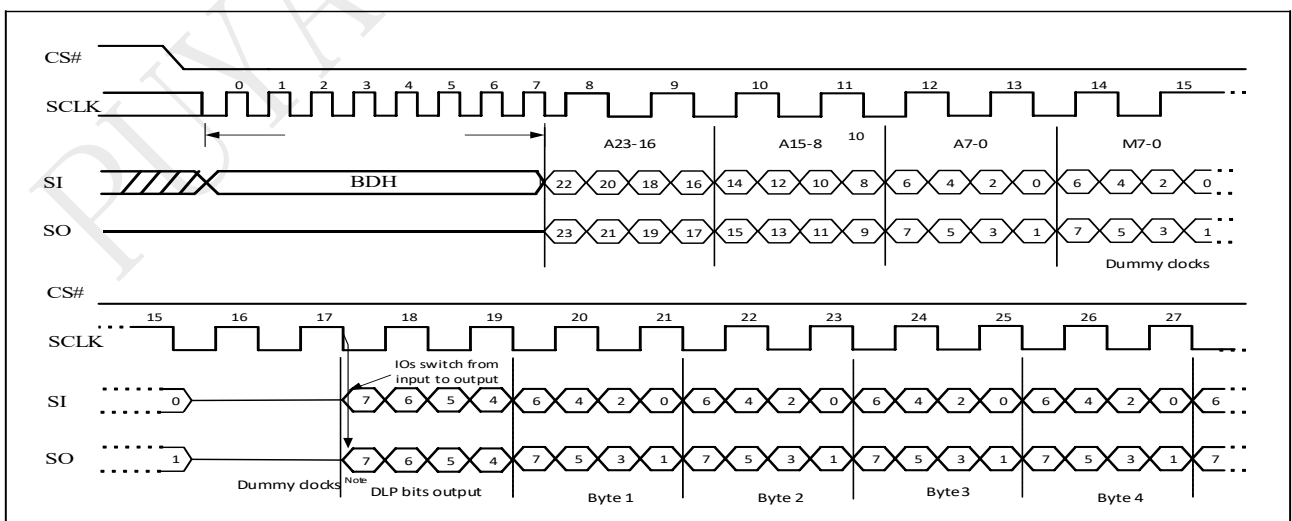 PUYA
CS#
0 1 2 3 4 5 6 7 8 9 10 11 12 13 14 15
SCLK
A23-16 A15-8 10 A7-0 M7-0
SI BDH 22 20 18 16 14 12 10 8 6 4 2 0 6 4 2 0
SO 23 21 19 17 15 13 11 9 7 5 3 1 7 5 3 1
Dummy clocks
CS#
15 16 17 18 19 20 21 22 23 24 25 26 27
SCLK
IOs switch from
input to output
SI 0 7 6 5 4 6 4 2 0 6 4 2 0 6 4 2 0 6 4 2 0 6
SO 1 7 6 5 4 7 5 3 1 7 5 3 1 7 5 3 1 7 5 3 1 7
Dummy clocks Note DLP bits output Byte 1 Byte 2 Byte3 Byte 4